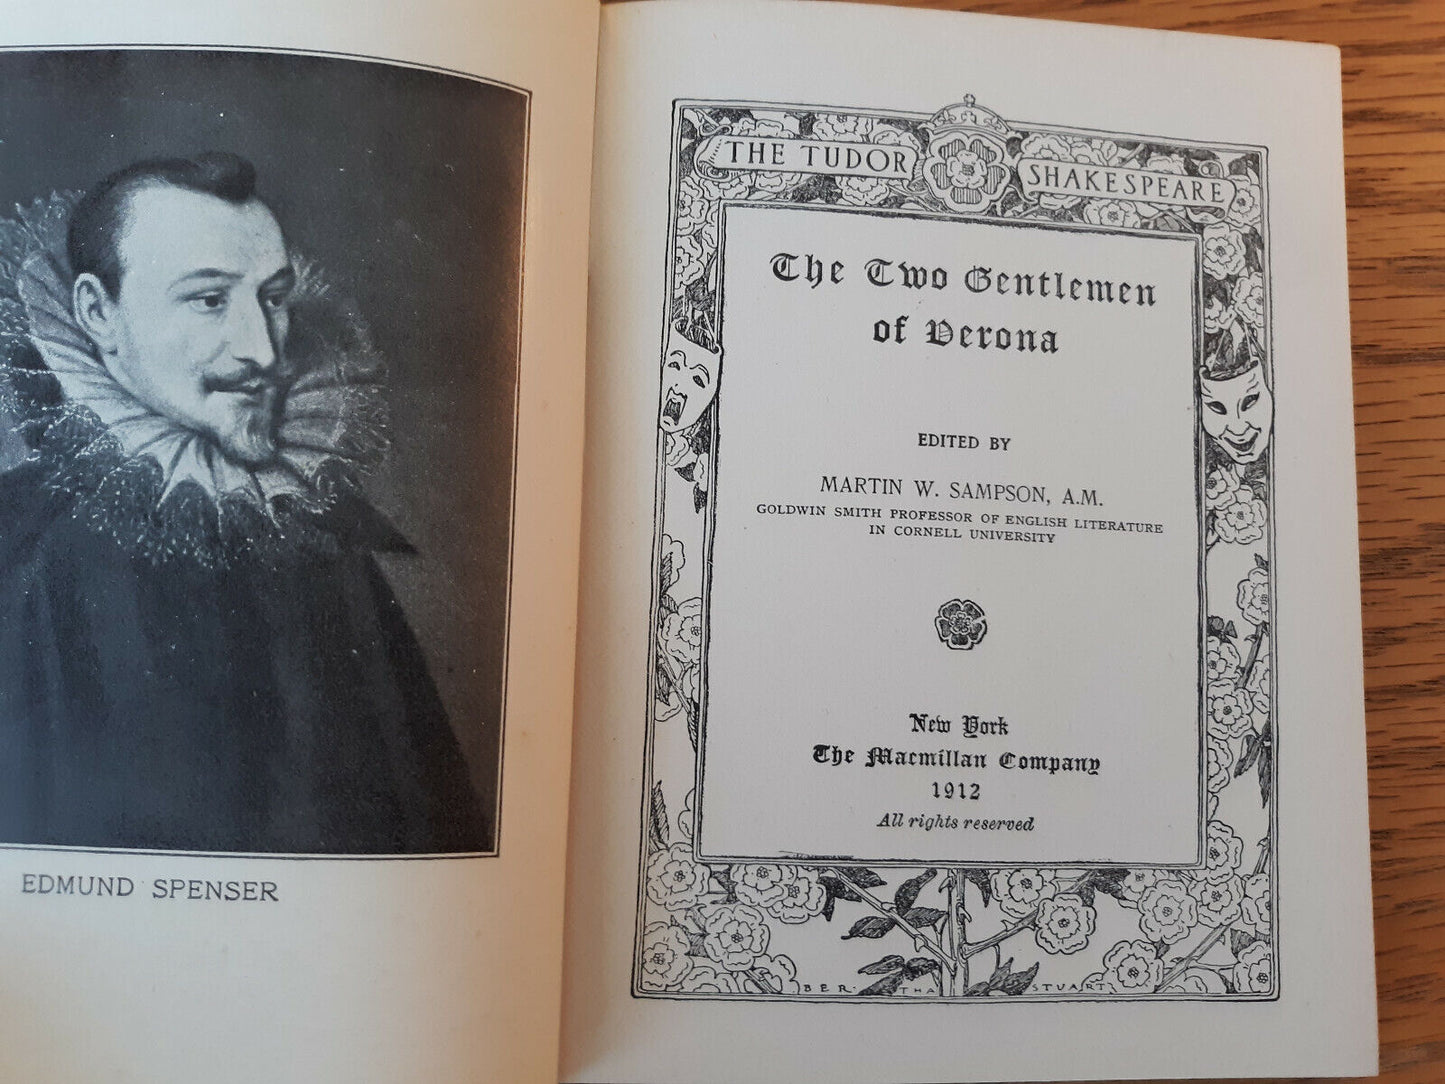 EDMUND SPENSER
THE TUDOR SHAKESPEARE
The Two Gentlemen
of Verona
EDITED BY
MARTIN W. SAMPSON, A.M.
GOLDWIN SMITH PROFESSOR OF ENGLISH LITERATURE
IN CORNELL UNIVERSITY
New York
The Macmillan Company
1912
All rights reserved
BERTHA STUART